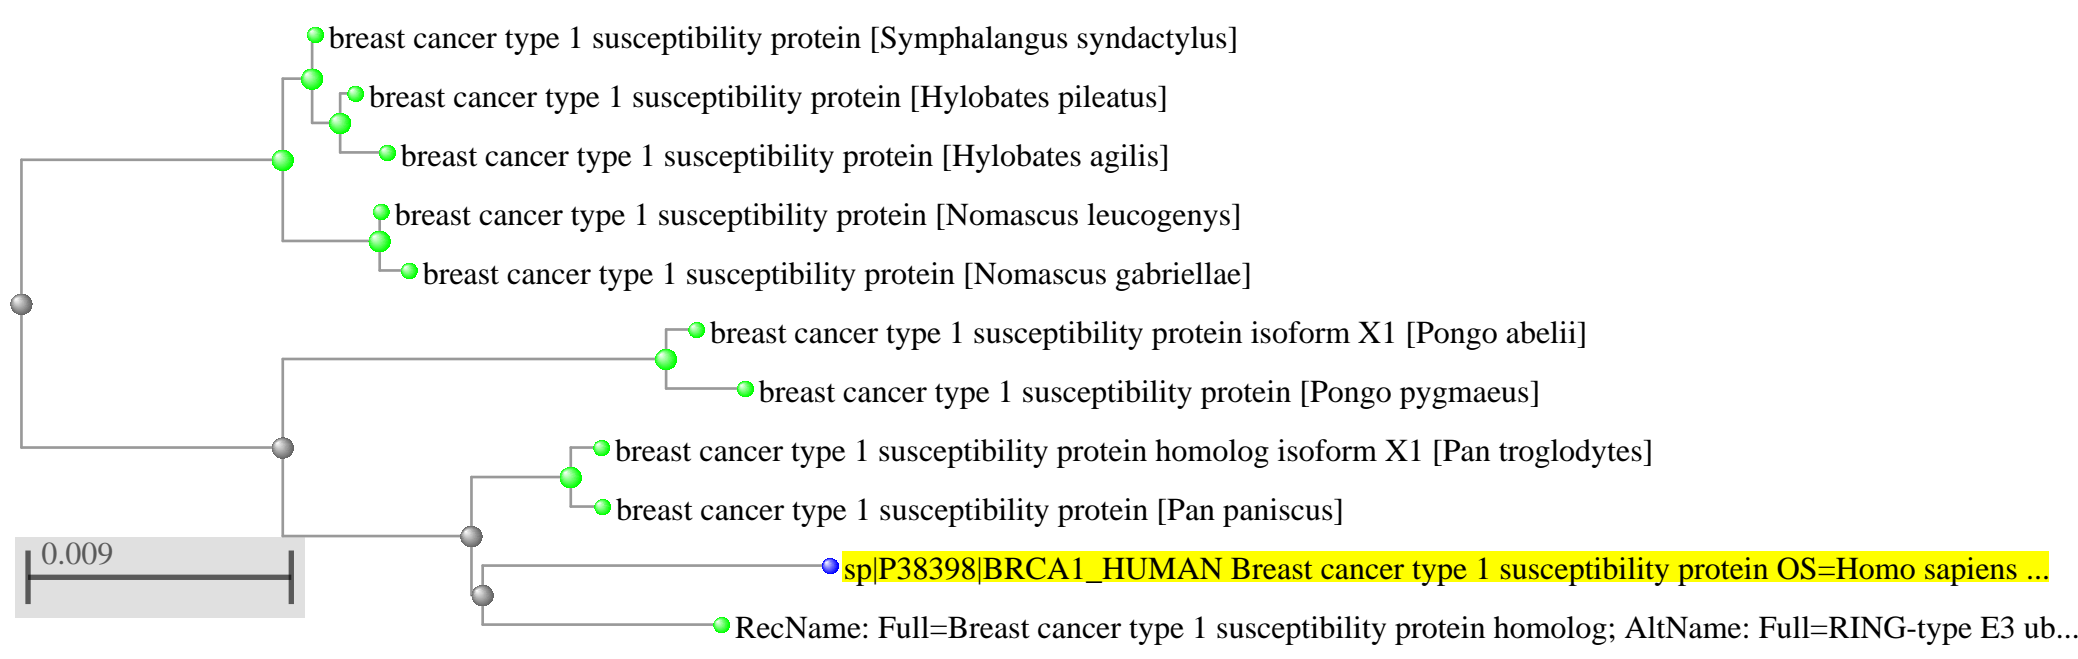 breast cancer type 1 susceptibility protein [Symphalangus syndactylus]
breast cancer type 1 susceptibility protein [Hylobates pileatus]
breast cancer type 1 susceptibility protein [Hylobates agilis]
breast cancer type 1 susceptibility protein [Nomascus leucogenys]
breast cancer type 1 susceptibility protein [Nomascus gabriellae]
breast cancer type 1 susceptibility protein isoform X1 [Pongo abelii]
breast cancer type 1 susceptibility protein [Pongo pygmaeus]
breast cancer type 1 susceptibility protein homolog isoform X1 [Pan troglodytes]
breast cancer type 1 susceptibility protein [Pan paniscus]
0.009
sp|P38398|BRCA1_HUMAN Breast cancer type 1 susceptibility protein OS=Homo sapiens ...
RecName: Full=Breast cancer type 1 susceptibility protein homolog; AltName: Full=RING-type E3 ub...